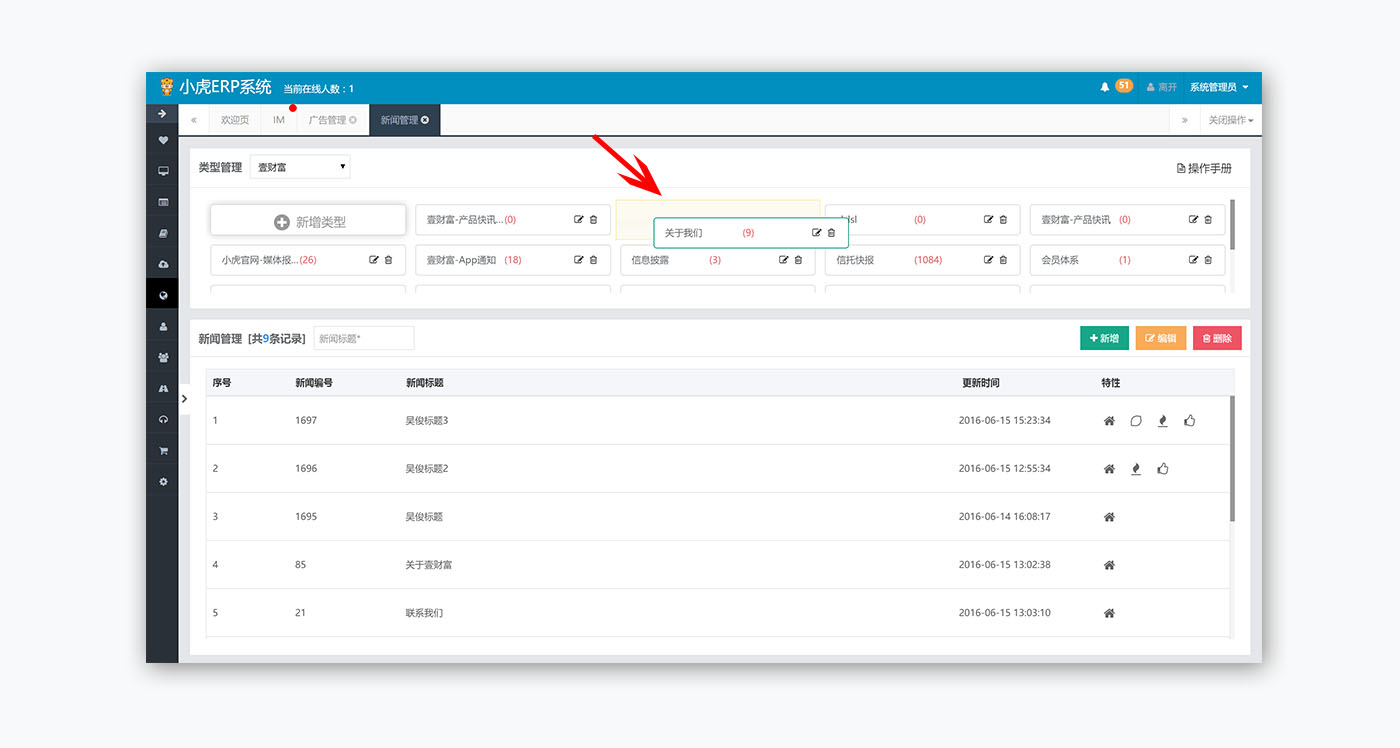 小虎ERP系统 当前在线人数：1 51 离开 系统管理员
« 欢迎页 IM 广告管理 新闻管理 » 关闭操作
类型管理 壹财富 操作手册
新增类型 壹财富-产品快讯...(0) (0) 壹财富-产品快讯 (0)
关于我们 (9)
小虎官网-媒体报...(26) 壹财富-App通知 (18) 信息披露 (3) 信托快报 (1084) 会员体系 (1)
新闻管理 [共9条记录] 新闻标题* 新增 编辑 删除
序号 新闻编号 新闻标题 更新时间 特性
1 1697 吴俊标题3 2016-06-15 15:23:34
2 1696 吴俊标题2 2016-06-15 12:55:34
3 1695 吴俊标题 2016-06-14 16:08:17
4 85 关于壹财富 2016-06-15 13:02:38
5 21 联系我们 2016-06-15 13:03:10